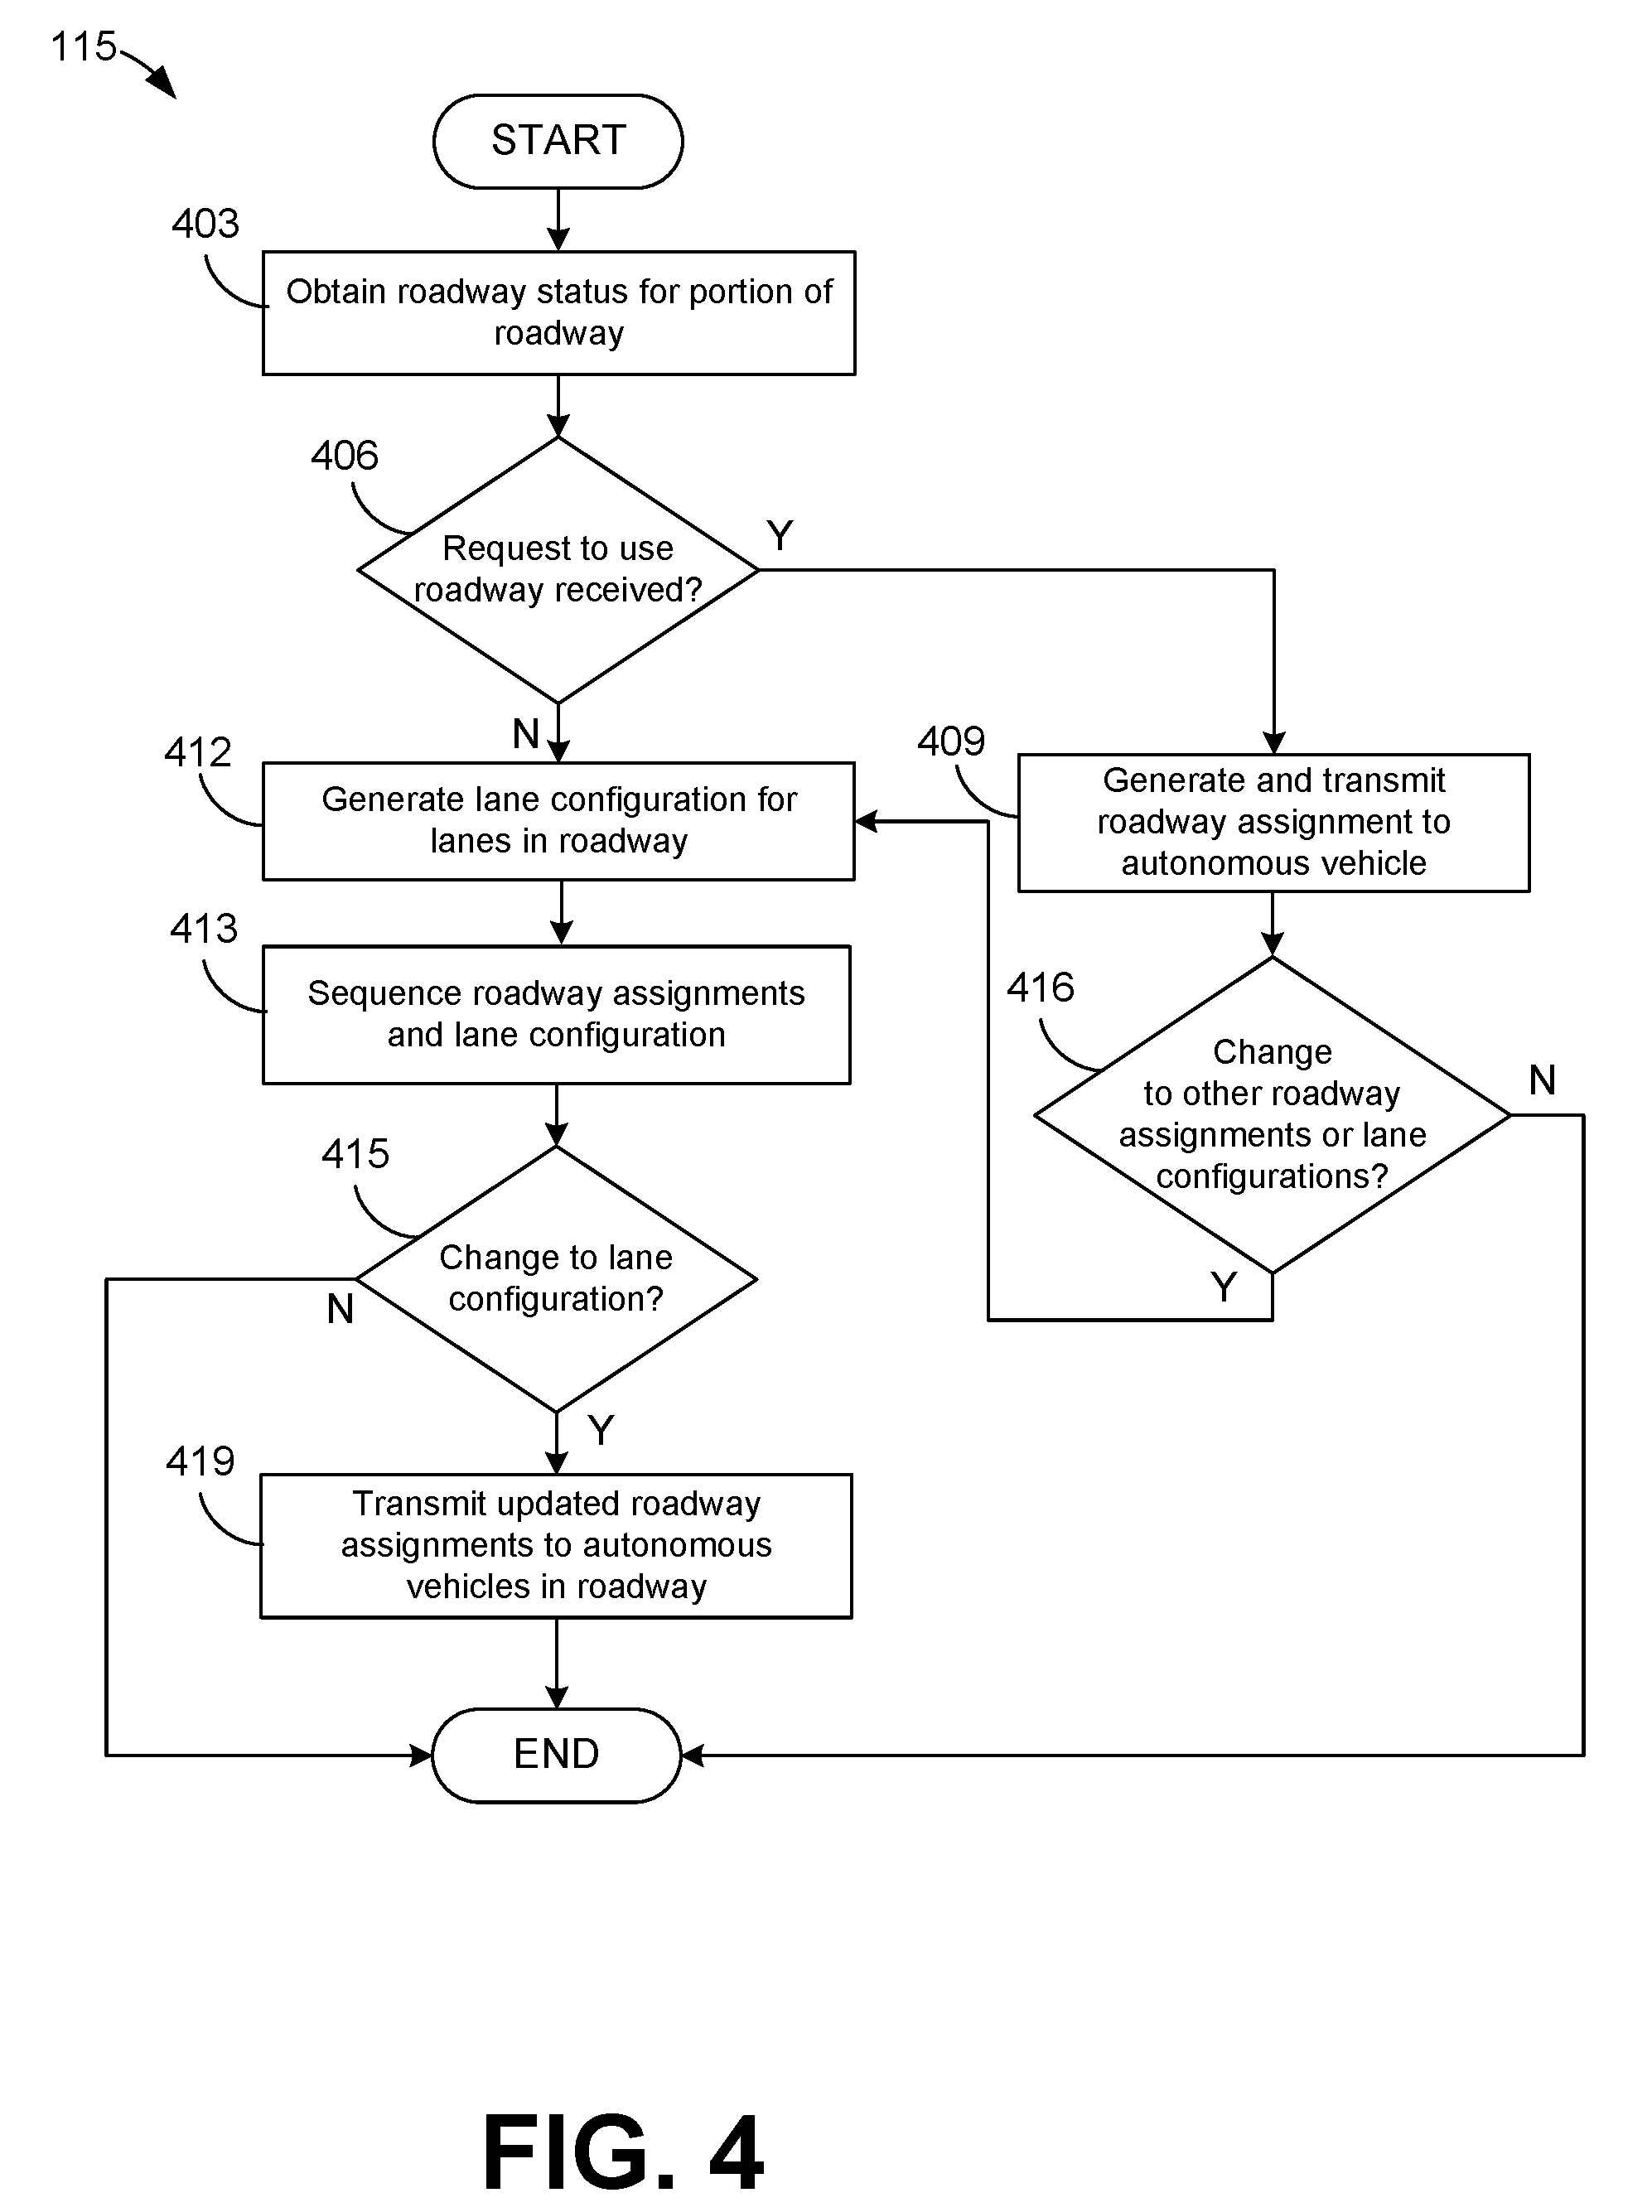 115
START
403
Obtain roadway status for portion of
roadway
406
Request to use
roadway received?
Y
N
412
Generate lane configuration for
lanes in roadway
409
Generate and transmit
roadway assignment to
autonomous vehicle
413
Sequence roadway assignments
and lane configuration
416
Change
to other roadway
assignments or lane
configurations?
N
Y
415
Change to lane
configuration?
N
Y
419
Transmit updated roadway
assignments to autonomous
vehicles in roadway
END
FIG. 4